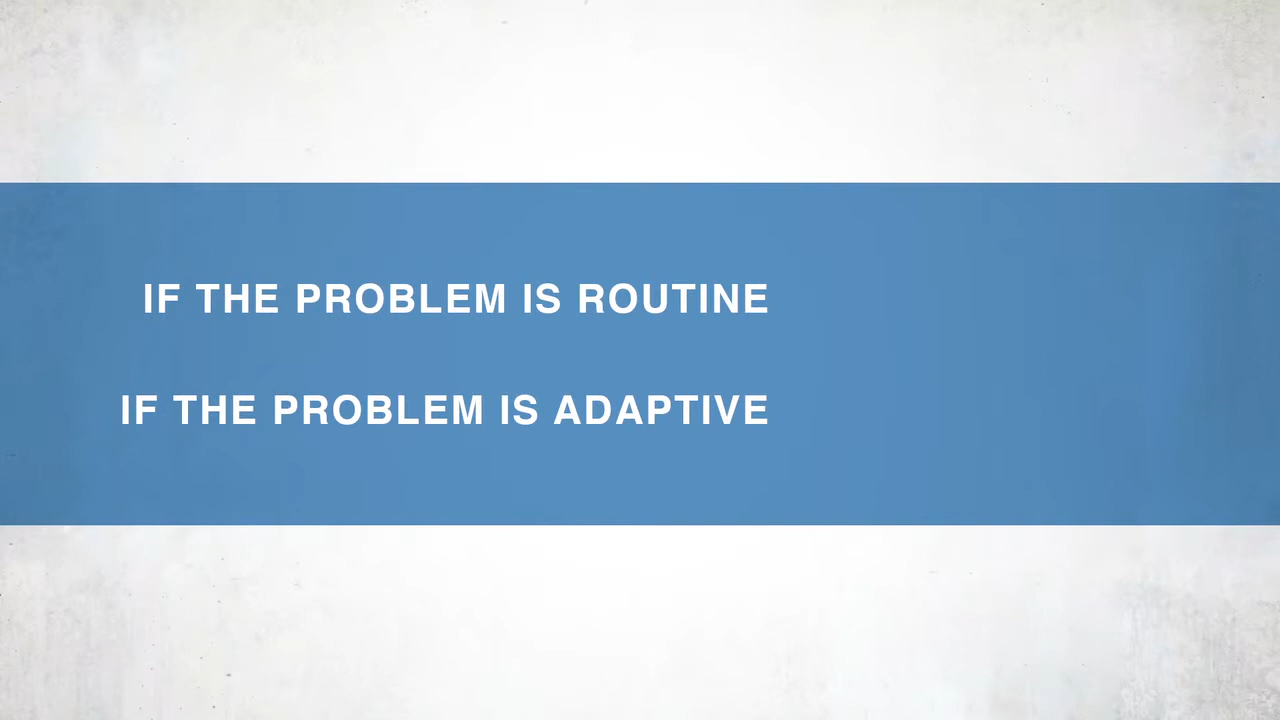 IF THE PROBLEM IS ROUTINE
IF THE PROBLEM IS ADAPTIVE